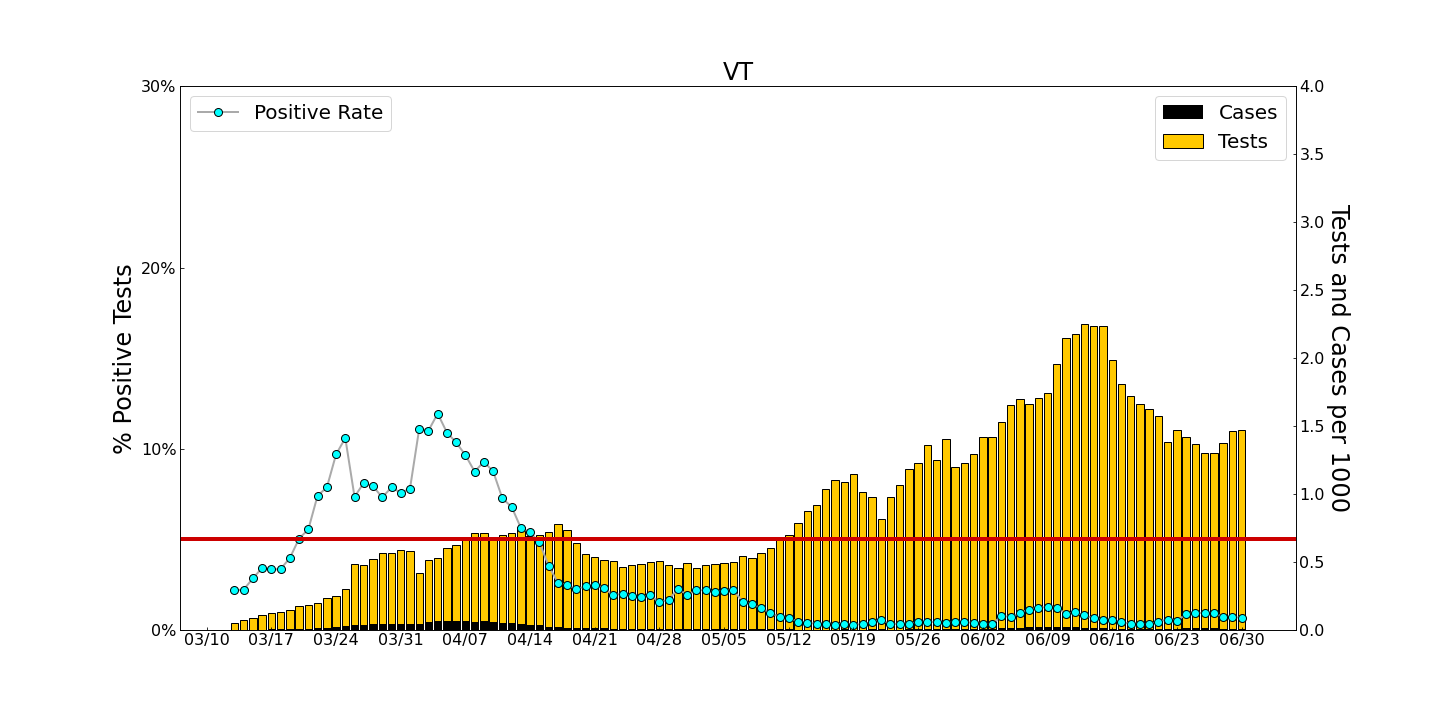 VT
30%
20%
10%
0%
% Positive Tests
Positive Rate
Cases
Tests
4.0
3.5
3.0
2.5
2.0
1.5
1.0
0.5
0.0
Tests and Cases per 1000
03/10 03/17 03/24 03/31 04/07 04/14 04/21 04/28 05/05 05/12 05/19 05/26 06/02 06/09 06/16 06/23 06/30